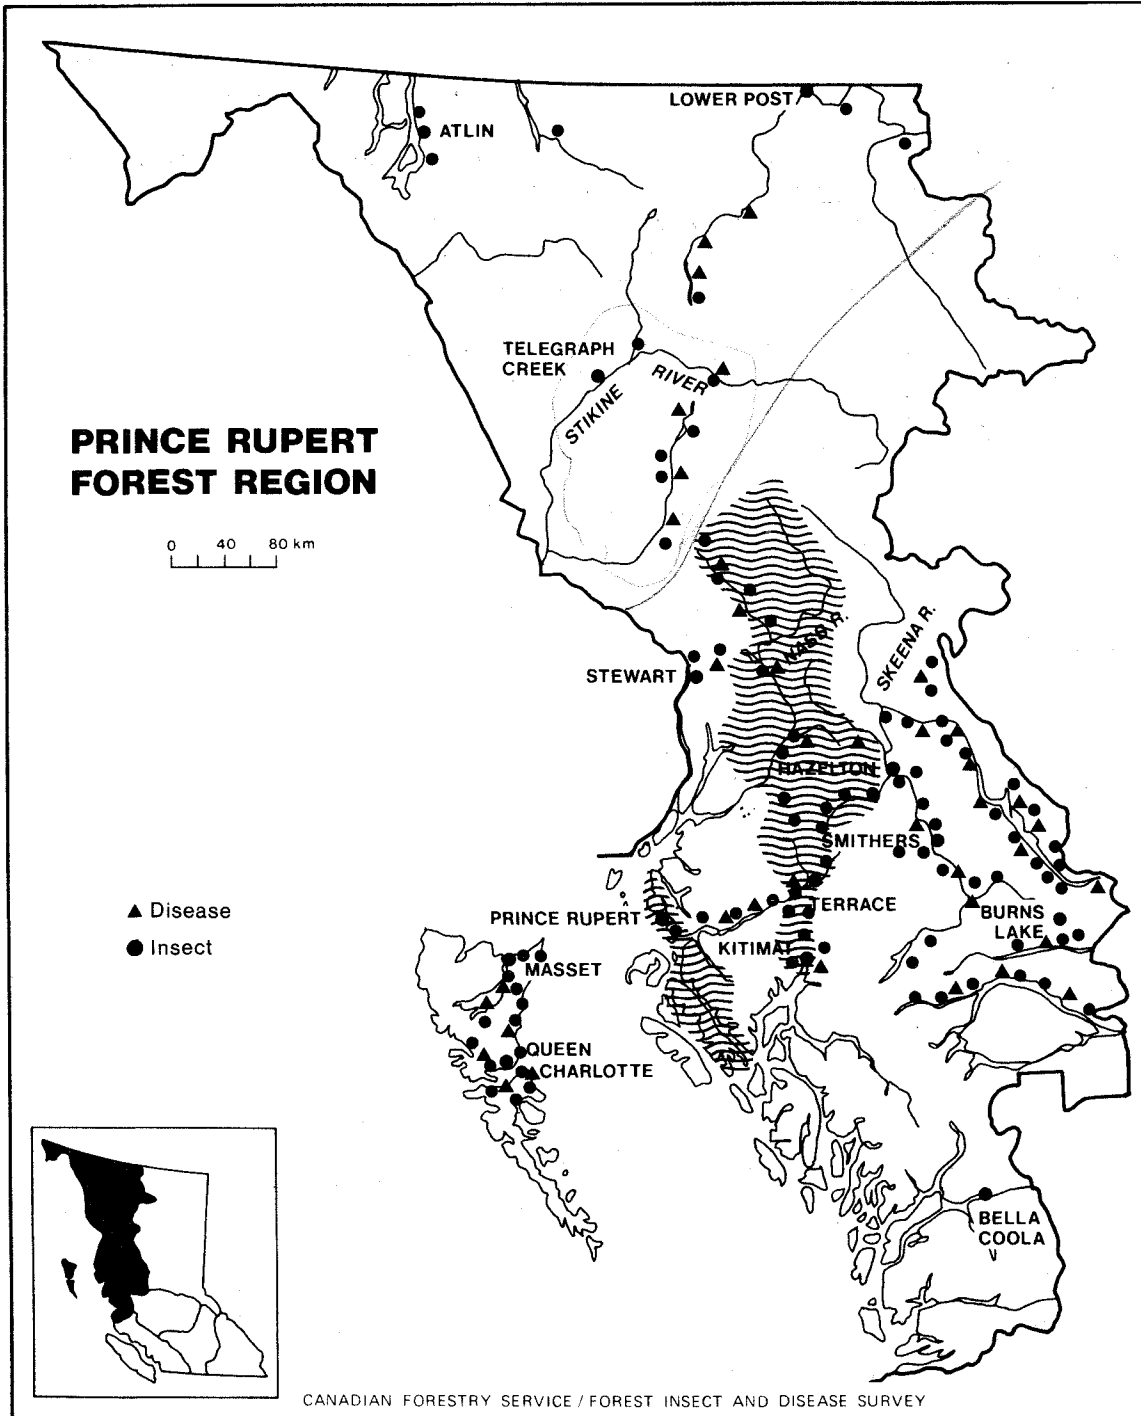 LOWER POST
ATLIN
TELEGRAPH
CREEK
STIKINE
RIVER
PRINCE RUPERT
FOREST REGION
0 40 80 km
NASS R.
SKEENA R.
STEWART
HAZELTON
SMITHERS
▲ Disease
● Insect
PRINCE RUPERT
TERRACE
BURNS
LAKE
KITIMAT
MASSET
QUEEN
CHARLOTTE
BELLA
COOLA
CANADIAN FORESTRY SERVICE / FOREST INSECT AND DISEASE SURVEY